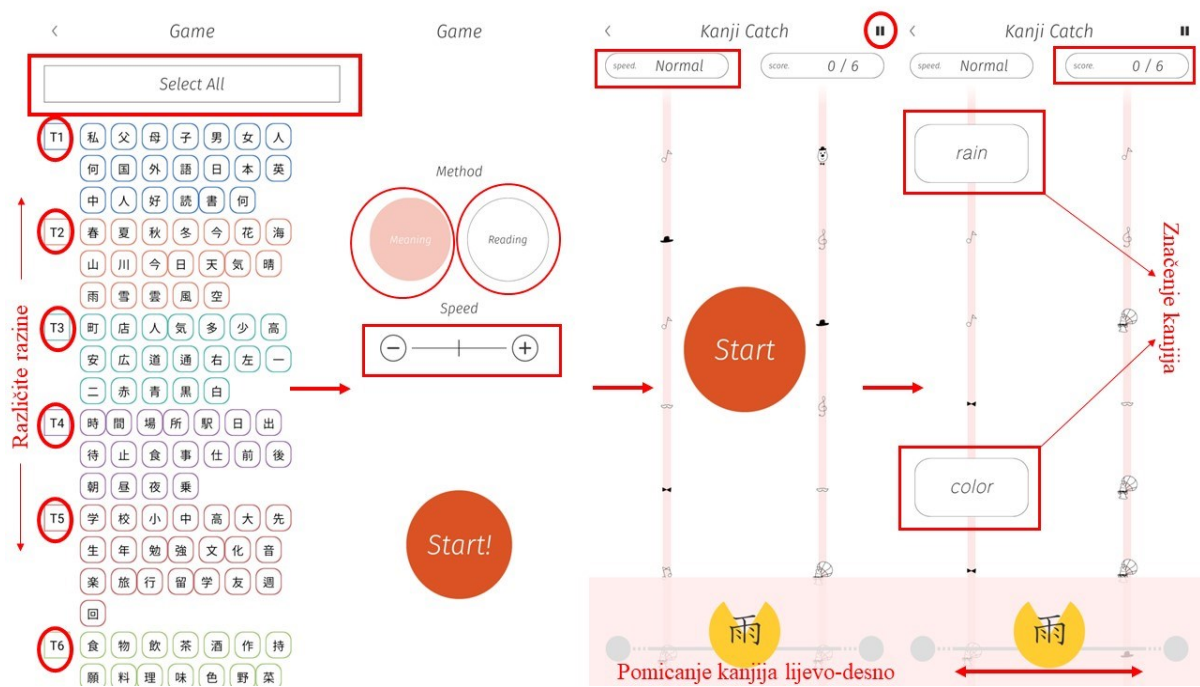 Game
Select All
Različite razine
T1 私 父 母 子 男 女 人
何 国 外 語 日 本 英
中 人 好 読 書 何
T2 春 夏 秋 冬 今 花 海
山 川 今 日 天 気 晴
雨 雪 雲 風 空
T3 町 店 人 気 多 少 高
安 広 道 通 右 左 一
二 赤 青 黒 白
T4 時 間 場 所 駅 日 出
待 止 食 事 仕 前 後
朝 昼 夜 乗
T5 学 校 小 中 高 大 先
生 年 勉 強 文 化 音
楽 旅 行 留 学 友 週
回
T6 食 物 飲 茶 酒 作 持
願 料 理 味 色 野 菜
Game
Method
Meaning
Reading
Speed
Start!
Kanji Catch
speed. Normal
score. 0 / 6
Start
雨
Kanji Catch
speed. Normal
score. 0 / 6
rain
color
Značenje kanjija
雨
Pomicanje kanjija lijevo-desno